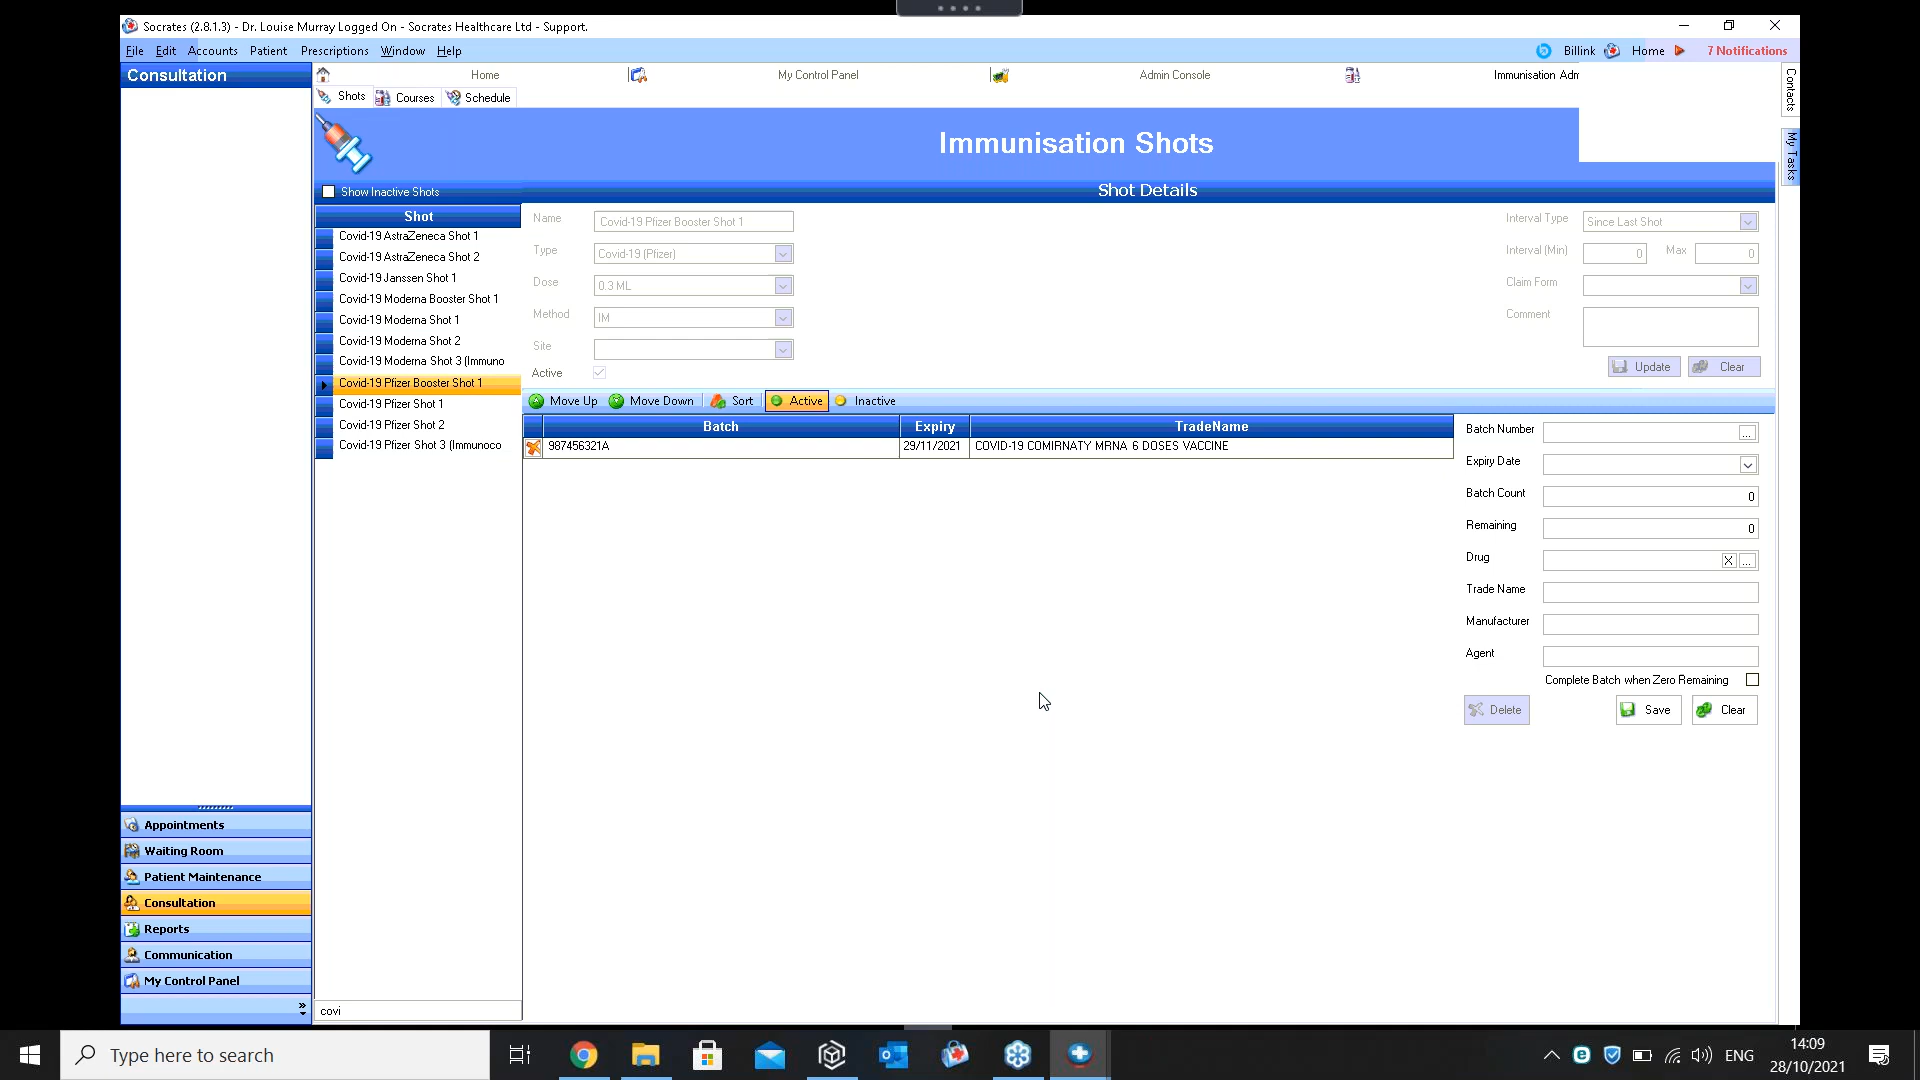 Socrates (2.8.1.3) - Dr. Louise Murray Logged On - Socrates Healthcare Ltd - Support.
File Edit Accounts Patient Prescriptions Window Help
Billink Home 7 Notifications
Consultation
Home My Control Panel Admin Console Immunisation Adm
Contacts
My Tasks
Shots Courses Schedule
Immunisation Shots
Show Inactive Shots
Shot Details
Shot
Covid-19 AstraZeneca Shot 1
Covid-19 AstraZeneca Shot 2
Covid-19 Janssen Shot 1
Covid-19 Moderna Booster Shot 1
Covid-19 Moderna Shot 1
Covid-19 Moderna Shot 2
Covid-19 Moderna Shot 3 (Immuno
Covid-19 Pfizer Booster Shot 1
Covid-19 Pfizer Shot 1
Covid-19 Pfizer Shot 2
Covid-19 Pfizer Shot 3 (Immunoco
covi
Name Covid-19 Pfizer Booster Shot 1
Type Covid-19 (Pfizer)
Dose 0.3 ML
Method IM
Site
Active
Interval Type Since Last Shot
Interval (Min) 0 Max 0
Claim Form
Comment
Update Clear
Move Up Move Down Sort Active Inactive
Batch Expiry TradeName
987456321A 29/11/2021 COVID-19 COMIRNATY MRNA 6 DOSES VACCINE
Batch Number ...
Expiry Date
Batch Count 0
Remaining 0
Drug X ...
Trade Name
Manufacturer
Agent
Complete Batch when Zero Remaining
Delete Save Clear
Appointments
Waiting Room
Patient Maintenance
Consultation
Reports
Communication
My Control Panel
Type here to search
ENG
14:09
28/10/2021